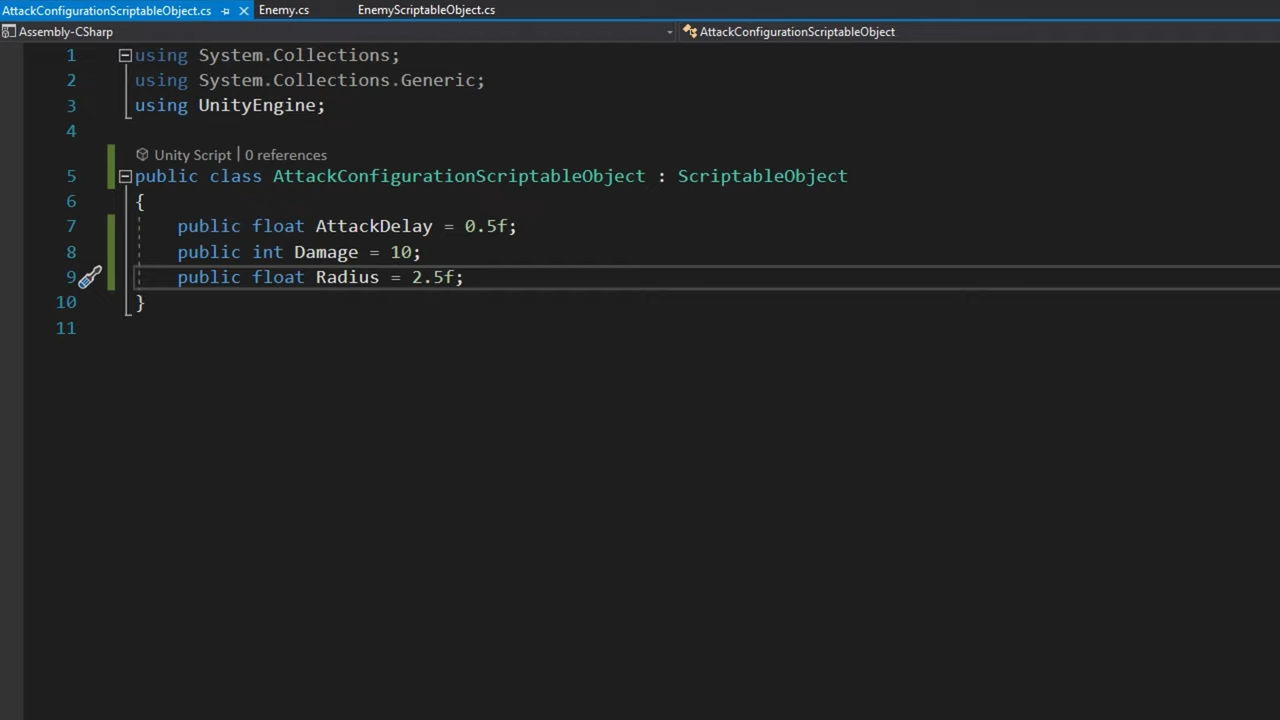 AttackConfigurationScriptableObject.cs Enemy.cs EnemyScriptableObject.cs
Assembly-CSharp AttackConfigurationScriptableObject
1 using System.Collections;
2 using System.Collections.Generic;
3 using UnityEngine;
4
Unity Script | 0 references
5 public class AttackConfigurationScriptableObject : ScriptableObject
6 {
7 public float AttackDelay = 0.5f;
8 public int Damage = 10;
9 public float Radius = 2.5f;
10 }
11